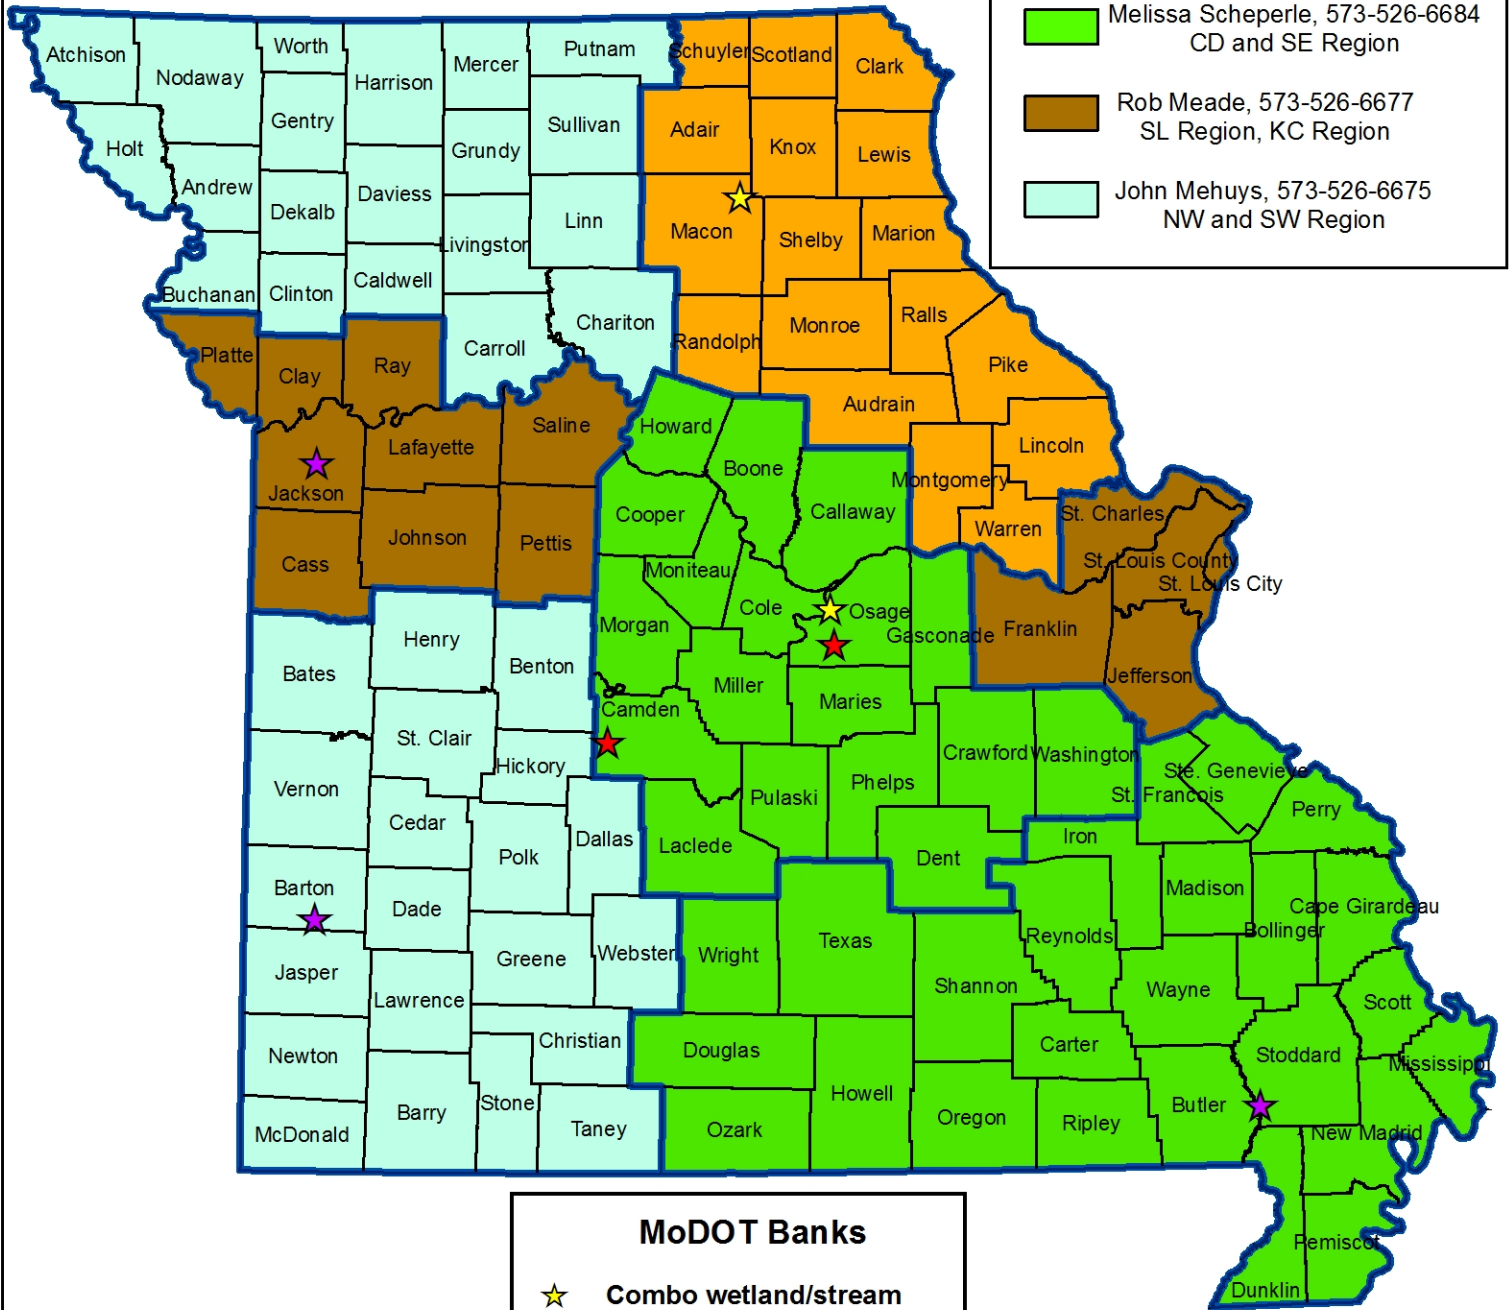 Melissa Scheperle, 573-526-6684
CD and SE Region
Rob Meade, 573-526-6677
SL Region, KC Region
John Mehuys, 573-526-6675
NW and SW Region
Atchison
Nodaway
Worth
Harrison
Mercer
Putnam
Schuyler
Scotland
Clark
Holt
Gentry
Grundy
Sullivan
Adair
Knox
Lewis
Andrew
Dekalb
Daviess
Livingston
Linn
Macon
Shelby
Marion
Buchanan
Clinton
Caldwell
Carroll
Chariton
Randolph
Monroe
Ralls
Pike
Platte
Clay
Ray
Audrain
Lincoln
Jackson
Lafayette
Saline
Howard
Boone
Callaway
Montgomery
Warren
St. Charles
St. Louis County
St. Louis City
Cass
Johnson
Pettis
Cooper
Moniteau
Cole
Osage
Gasconade
Franklin
Jefferson
Bates
Henry
Benton
Morgan
Miller
Maries
Camden
St. Clair
Hickory
Crawford
Washington
Ste. Genevieve
St. Francois
Perry
Vernon
Cedar
Polk
Dallas
Laclede
Pulaski
Phelps
Dent
Iron
Madison
Cape Girardeau
Bollinger
Barton
Dade
Greene
Webster
Wright
Texas
Shannon
Reynolds
Wayne
Scott
Jasper
Lawrence
Christian
Douglas
Howell
Carter
Stoddard
Mississippi
Newton
Barry
Stone
Taney
Ozark
Oregon
Ripley
Butler
New Madrid
McDonald
Pemiscot
Dunklin
MoDOT Banks
Combo wetland/stream